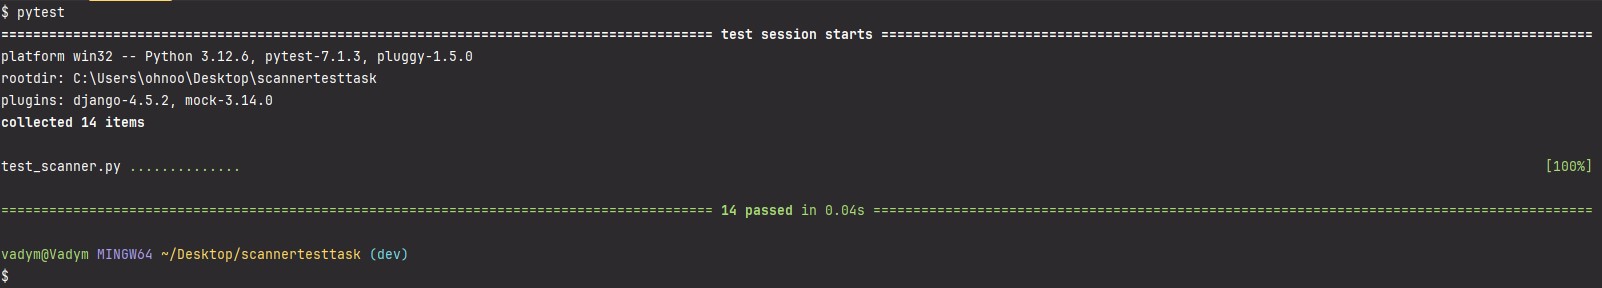 $ pytest
========================================================================================= test session starts =========================================================================================
platform win32 -- Python 3.12.6, pytest-7.1.3, pluggy-1.5.0
rootdir: C:\Users\ohnoo\Desktop\scannertesttask
plugins: django-4.5.2, mock-3.14.0
collected 14 items
test_scanner.py .............. [100%]
========================================================================================= 14 passed in 0.04s ==========================================================================================
vadym@Vadym MINGW64 ~/Desktop/scannertesttask (dev)
$